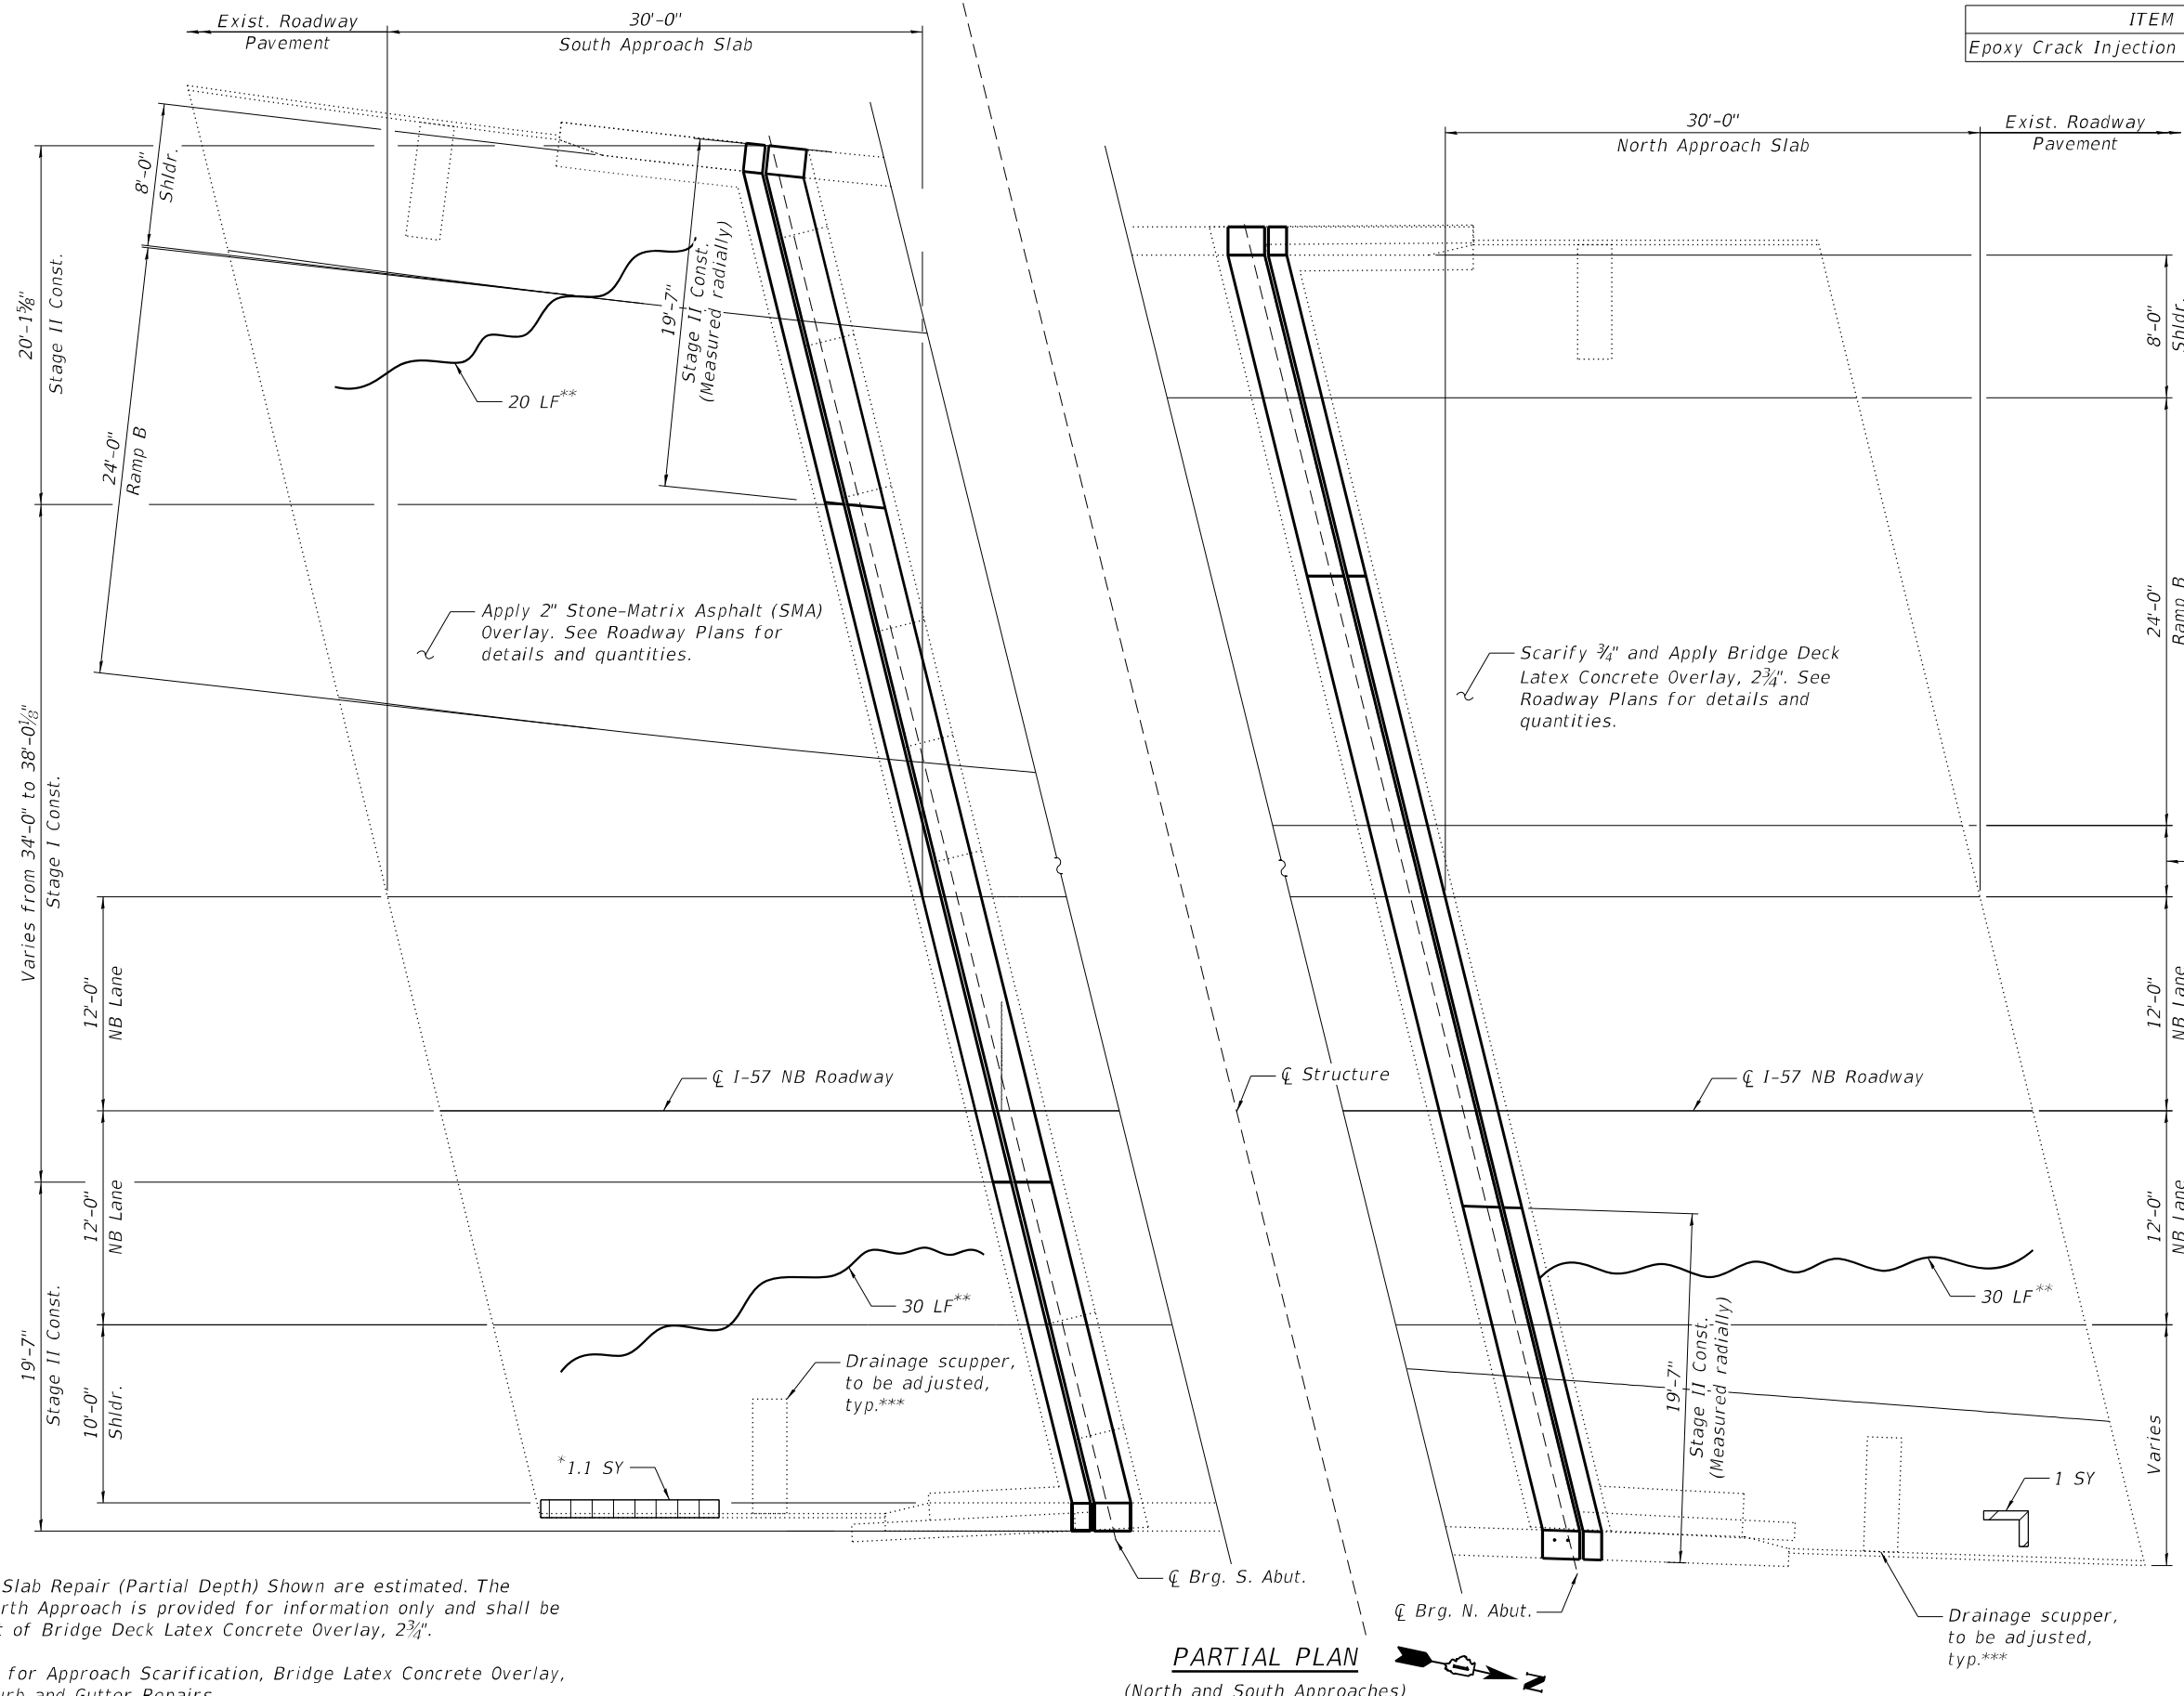 Exist. Roadway
Pavement
30'-0"
South Approach Slab
ITEM
Epoxy Crack Injection
30'-0"
North Approach Slab
Exist. Roadway
Pavement
8'-0"
Shldr.
20'-1⅝"
Stage II Const.
19'-7"
Stage II Const.
(Measured radially)
20 LF**
24'-0"
Ramp B
8'-0"
Shldr.
24'-0"
Ramp B
Apply 2" Stone-Matrix Asphalt (SMA)
Overlay. See Roadway Plans for
details and quantities.
Scarify ¾" and Apply Bridge Deck
Latex Concrete Overlay, 2¾". See
Roadway Plans for details and
quantities.
Varies from 34'-0" to 38'-0⅛"
Stage I Const.
12'-0"
NB Lane
12'-0"
NB Lane
℄ I-57 NB Roadway
℄ Structure
℄ I-57 NB Roadway
12'-0"
NB Lane
12'-0"
NB Lane
30 LF**
30 LF**
19'-7"
Stage II Const.
10'-0"
Shldr.
Drainage scupper,
to be adjusted,
typ.***
19'-7"
Stage II Const.
(Measured radially)
Varies
*1.1 SY
1 SY
℄ Brg. S. Abut.
℄ Brg. N. Abut.
Drainage scupper,
to be adjusted,
typ.***
Slab Repair (Partial Depth) Shown are estimated. The
Approach is provided for information only and shall be
of Bridge Deck Latex Concrete Overlay, 2¾".
for Approach Scarification, Bridge Latex Concrete Overlay,
and Gutter Repairs
PARTIAL PLAN
(North and South Approaches)
N